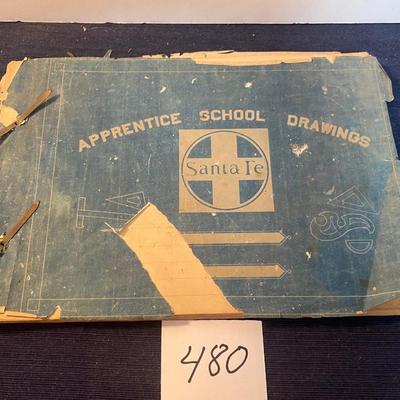 APPRENTICE SCHOOL DRAWINGS
Santa Fe
480